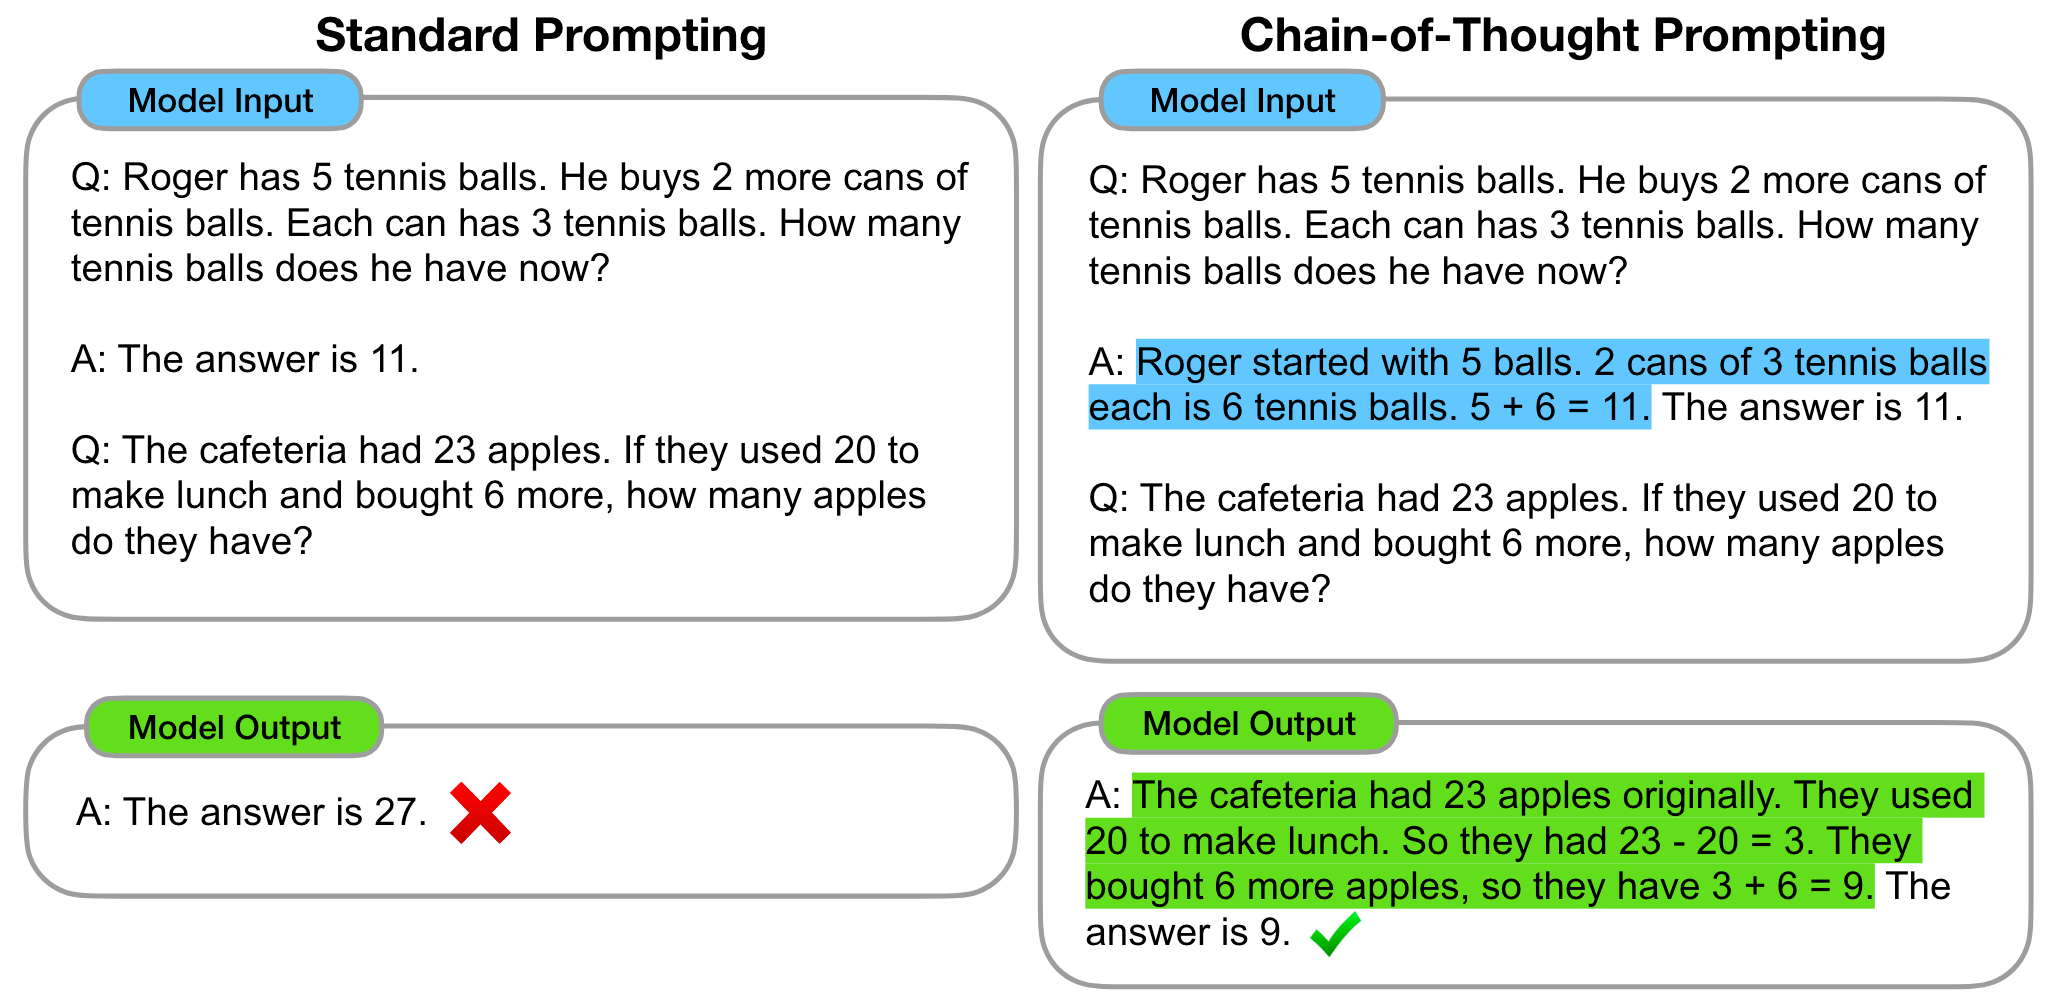 Standard Prompting
Model Input
Q: Roger has 5 tennis balls. He buys 2 more cans of
tennis balls. Each can has 3 tennis balls. How many
tennis balls does he have now?
A: The answer is 11.
Q: The cafeteria had 23 apples. If they used 20 to
make lunch and bought 6 more, how many apples
do they have?
Model Output
A: The answer is 27.
Chain-of-Thought Prompting
Model Input
Q: Roger has 5 tennis balls. He buys 2 more cans of
tennis balls. Each can has 3 tennis balls. How many
tennis balls does he have now?
A: Roger started with 5 balls. 2 cans of 3 tennis balls
each is 6 tennis balls. 5 + 6 = 11. The answer is 11.
Q: The cafeteria had 23 apples. If they used 20 to
make lunch and bought 6 more, how many apples
do they have?
Model Output
A: The cafeteria had 23 apples originally. They used
20 to make lunch. So they had 23 - 20 = 3. They
bought 6 more apples, so they have 3 + 6 = 9. The
answer is 9.